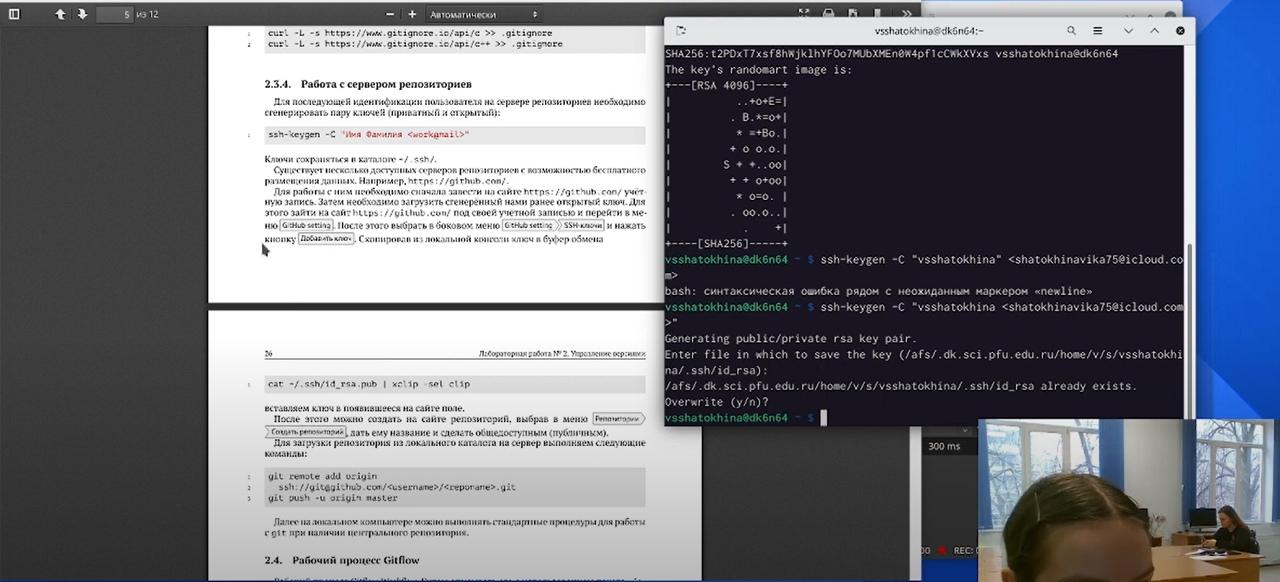 5 из 12
Автоматически
curl -L -s https://www.gitignore.io/api/c >> .gitignore
curl -L -s https://www.gitignore.io/api/c++ >> .gitignore
2.3.4. Работа с сервером репозиториев
Для последующей идентификации пользователя на сервере репозиториев необходимо
сгенерировать пару ключей (приватный и открытый):
1 ssh-keygen -C "Имя Фамилия <work@mail>"
Ключи сохраняться в каталоге ~/.ssh/.
Существует несколько доступных серверов репозиториев с возможностью бесплатного
размещения данных. Например, https://github.com/.
Для работы с ним необходимо сначала завести на сайте https://github.com/ учёт-
ную запись. Затем необходимо загрузить сгенерённый нами ранее открытый ключ. Для
этого зайти на сайт https://github.com/ под своей учётной записью и перейти в ме-
ню GitHub setting . После этого выбрать в боковом меню GitHub setting SSH-ключи и нажать
кнопку Добавить ключ . Скопировав из локальной консоли ключ в буфер обмена
26 Лабораторная работа № 2. Управление версиями
1 cat ~/.ssh/id_rsa.pub | xclip -sel clip
вставляем ключ в появившееся на сайте поле.
После этого можно создать на сайте репозиторий, выбрав в меню Репозитории
Создать репозиторий , дать ему название и сделать общедоступным (публичным).
Для загрузки репозитория из локального каталога на сервер выполняем следующие
команды:
1 git remote add origin
2 ssh://git@github.com/<username>/<reponame>.git
3 git push -u origin master
Далее на локальном компьютере можно выполнять стандартные процедуры для работы
с git при наличии центрального репозитория.
2.4. Рабочий процесс Gitflow
vsshatokhina@dk6n64:~
SHA256:t2PDxT7xsf8hWjklhYFOo7MUbXMEn0W4pf1cCWkXVxs vsshatokhina@dk6n64
The key's randomart image is:
+---[RSA 4096]----+
| ..+o+E=|
| . B.*=o+|
| * =+Bo.|
| + o o.o.|
| S + +..oo|
| + + o+oo|
| * o=o. |
| . oo.o..|
| . +|
+----[SHA256]-----+
vsshatokhina@dk6n64 ~ $ ssh-keygen -C "vsshatokhina" <shatokhinavika75@icloud.co
m>
bash: синтаксическая ошибка рядом с неожиданным маркером «newline»
vsshatokhina@dk6n64 ~ $ ssh-keygen -C "vsshatokhina <shatokhinavika75@icloud.com
>"
Generating public/private rsa key pair.
Enter file in which to save the key (/afs/.dk.sci.pfu.edu.ru/home/v/s/vsshatokhi
na/.ssh/id_rsa):
/afs/.dk.sci.pfu.edu.ru/home/v/s/vsshatokhina/.ssh/id_rsa already exists.
Overwrite (y/n)?
vsshatokhina@dk6n64 ~ $
300 ms
REC: